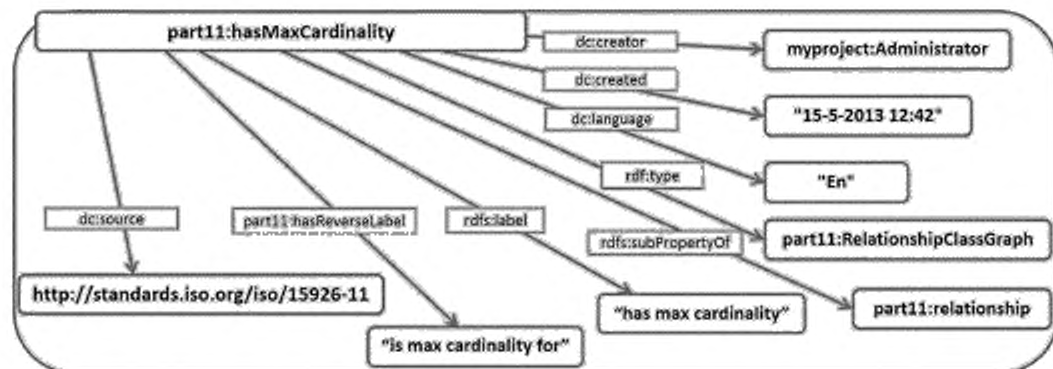 part11:hasMaxCardinality
dc:creator
myproject:Administrator
dc:created
"15-5-2013 12:42"
dc:language
"En"
rdf:type
part11:RelationshipClassGraph
dc:source
part11:hasReverseLabel
rdfs:label
rdfs:subPropertyOf
http://standards.iso.org/iso/15926-11
"has max cardinality"
part11:relationship
"is max cardinality for"